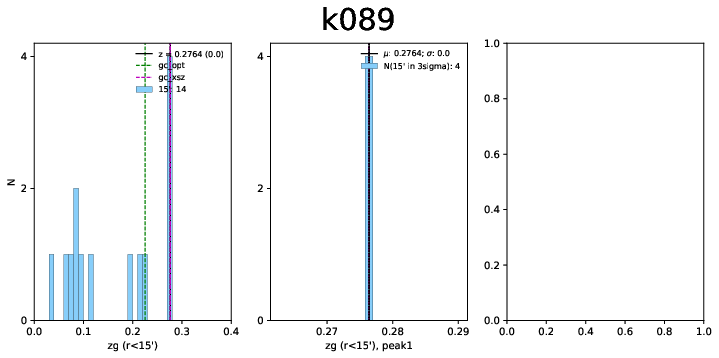 k089
z = 0.2764 (0.0)
gc_opt
gc_xsz
15': 14
N
4
2
0
0.0 0.1 0.2 0.3 0.4
zg (r<15')
μ: 0.2764; σ: 0.0
N(15' in 3sigma): 4
4
2
0
0.27 0.28 0.29
zg (r<15'), peak1
1.0
0.8
0.6
0.4
0.2
0.0
0.0 0.2 0.4 0.6 0.8 1.0